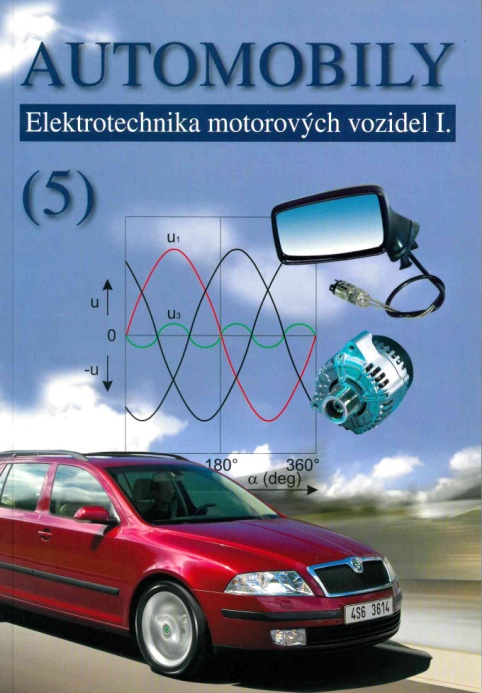 AUTOMOBILY
Elektrotechnika motorových vozidel I.
(5)
u1
u3
u
0
-u
180°
360°
α (deg)
4S6 3614